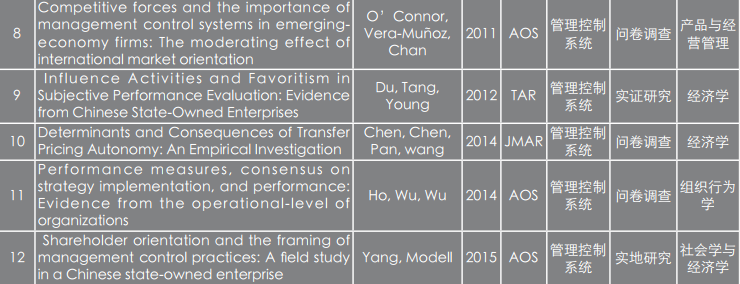 8
Competitive forces and the importance of
management control systems in emerging-
economy firms: The moderating effect of
international market orientation
O’Connor,
Vera-Muñoz,
Chan
2011
AOS
管理控制
系统
问卷调查
产品与经
营管理
9
Influence Activities and Favoritism in
Subjective Performance Evaluation: Evidence
from Chinese State-Owned Enterprises
Du, Tang,
Young
2012
TAR
管理控制
系统
实证研究
经济学
10
Determinants and Consequences of Transfer
Pricing Autonomy: An Empirical Investigation
Chen, Chen,
Pan, wang
2014
JMAR
管理控制
系统
问卷调查
经济学
11
Performance measures, consensus on
strategy implementation, and performance:
Evidence from the operational-level of
organizations
Ho, Wu, Wu
2014
AOS
管理控制
系统
问卷调查
组织行为
学
12
Shareholder orientation and the framing of
management control practices: A field study
in a Chinese state-owned enterprise
Yang, Modell
2015
AOS
管理控制
系统
实地研究
社会学与
经济学